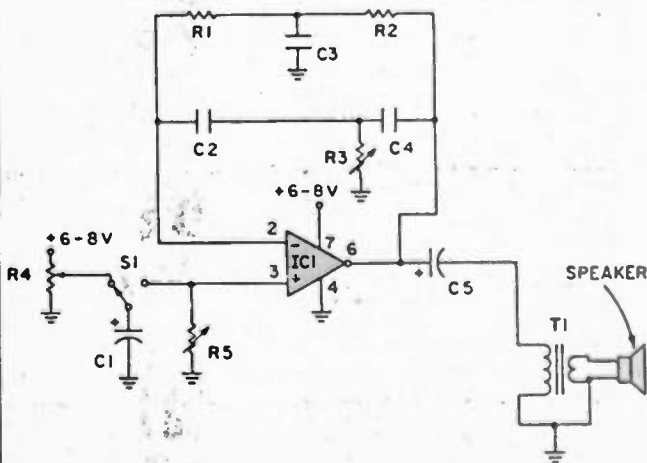 R1
R2
C3
C2
C4
R3
+6-8V
2
7
6
IC1
-
3
+
4
+6-8V
S1
R4
+
C1
R5
+
C5
SPEAKER
T1